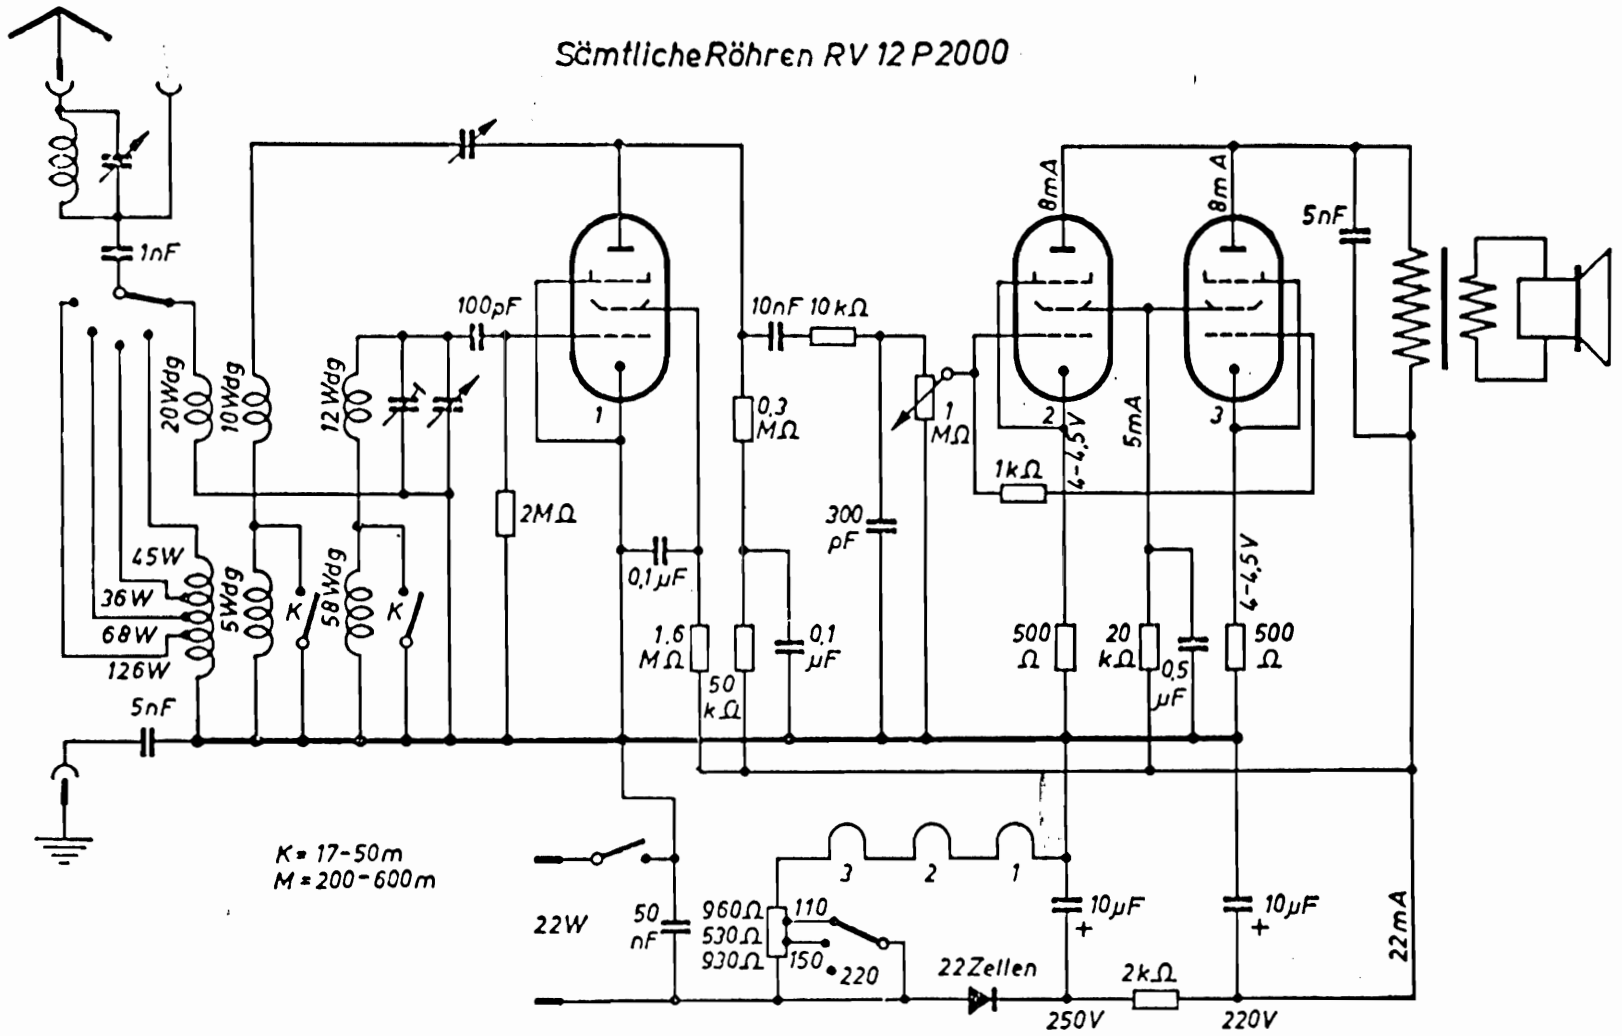 Sämtliche Röhren RV 12 P 2000
8mA
8mA
5nF
1nF
100pF
10nF 10kΩ
20Wdg
10Wdg
12Wdg
1
0,3
MΩ
1
MΩ
2
4-4,5V
5mA
3
1kΩ
2MΩ
300
pF
45W
36W
68W
126W
5Wdg
K
58Wdg
K
0,1µF
1.6
MΩ
50
kΩ
0,1
µF
500
Ω
20
kΩ
0,5
µF
4-4,5V
500
Ω
5nF
K = 17-50m
M = 200-600m
3
2
1
22W
50
nF
960Ω
530Ω
930Ω
110
150
220
10µF
+
10µF
+
22mA
22Zellen
2kΩ
250V
220V